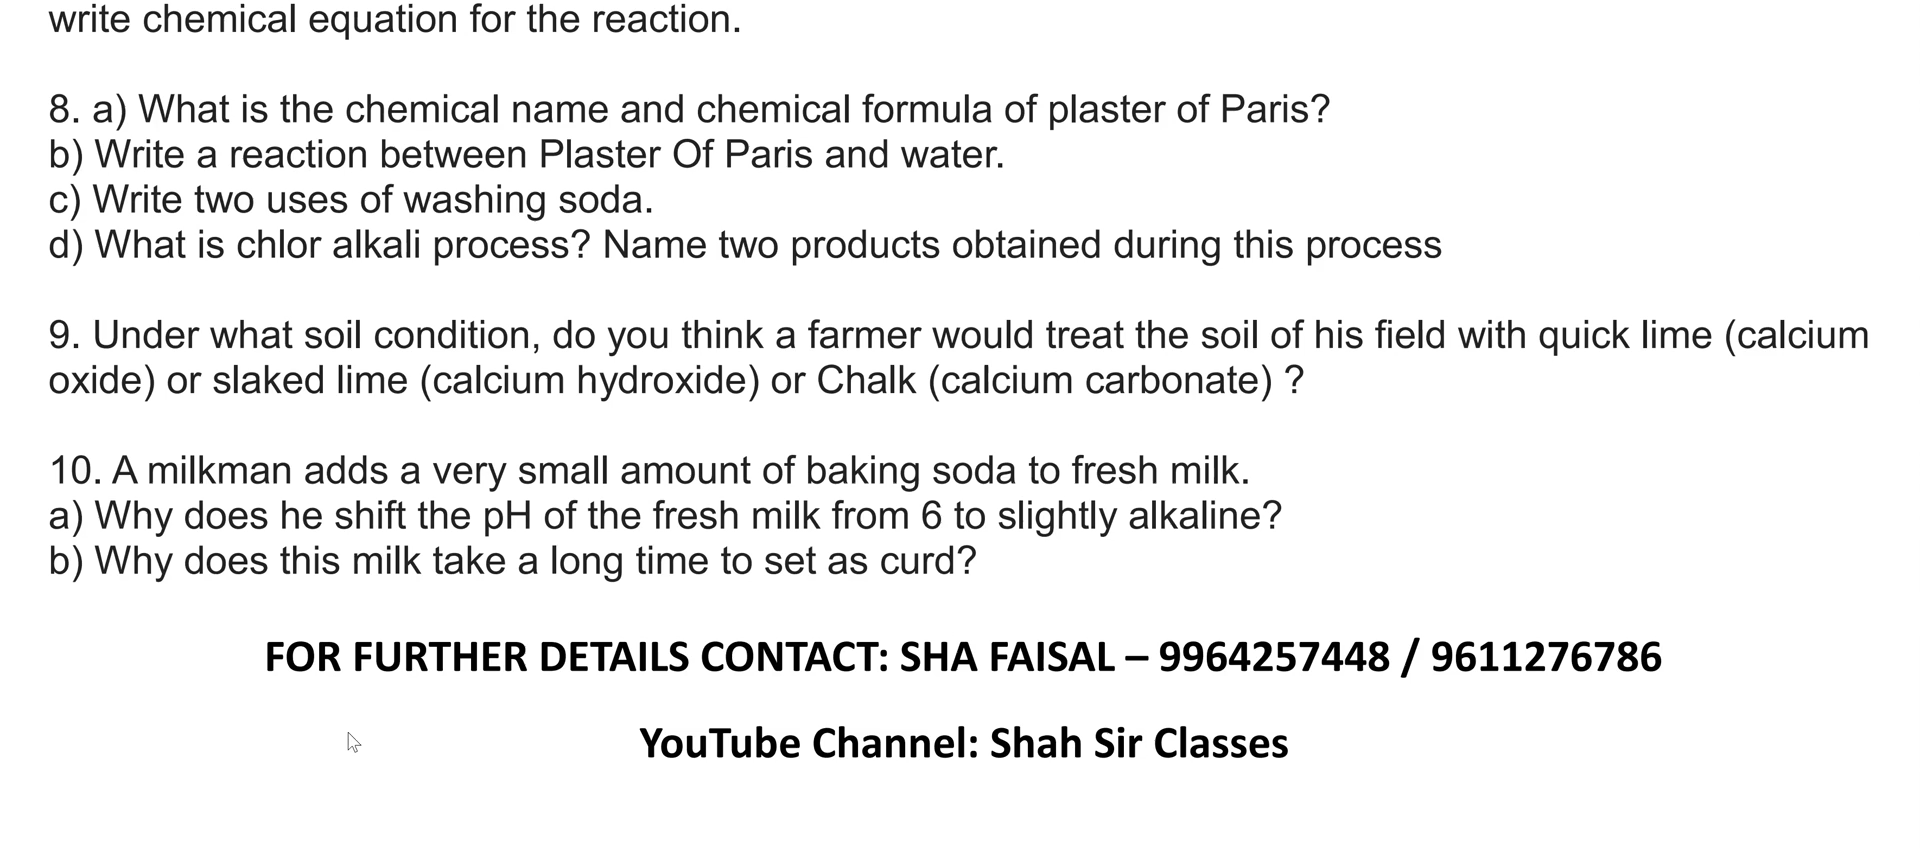 write chemical equation for the reaction.
8. a) What is the chemical name and chemical formula of plaster of Paris?
b) Write a reaction between Plaster Of Paris and water.
c) Write two uses of washing soda.
d) What is chlor alkali process? Name two products obtained during this process
9. Under what soil condition, do you think a farmer would treat the soil of his field with quick lime (calcium
oxide) or slaked lime (calcium hydroxide) or Chalk (calcium carbonate) ?
10. A milkman adds a very small amount of baking soda to fresh milk.
a) Why does he shift the pH of the fresh milk from 6 to slightly alkaline?
b) Why does this milk take a long time to set as curd?
FOR FURTHER DETAILS CONTACT: SHA FAISAL – 9964257448 / 9611276786
YouTube Channel: Shah Sir Classes